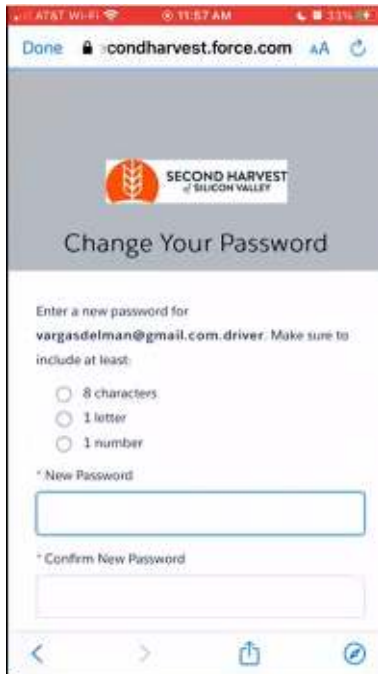 AT&T Wi-Fi 11:57 AM 33%
Done condharvest.force.com AA
SECOND HARVEST
of SILICON VALLEY
Change Your Password
Enter a new password for
vargasdelman@gmail.com.driver. Make sure to
include at least:
8 characters
1 letter
1 number
* New Password
* Confirm New Password